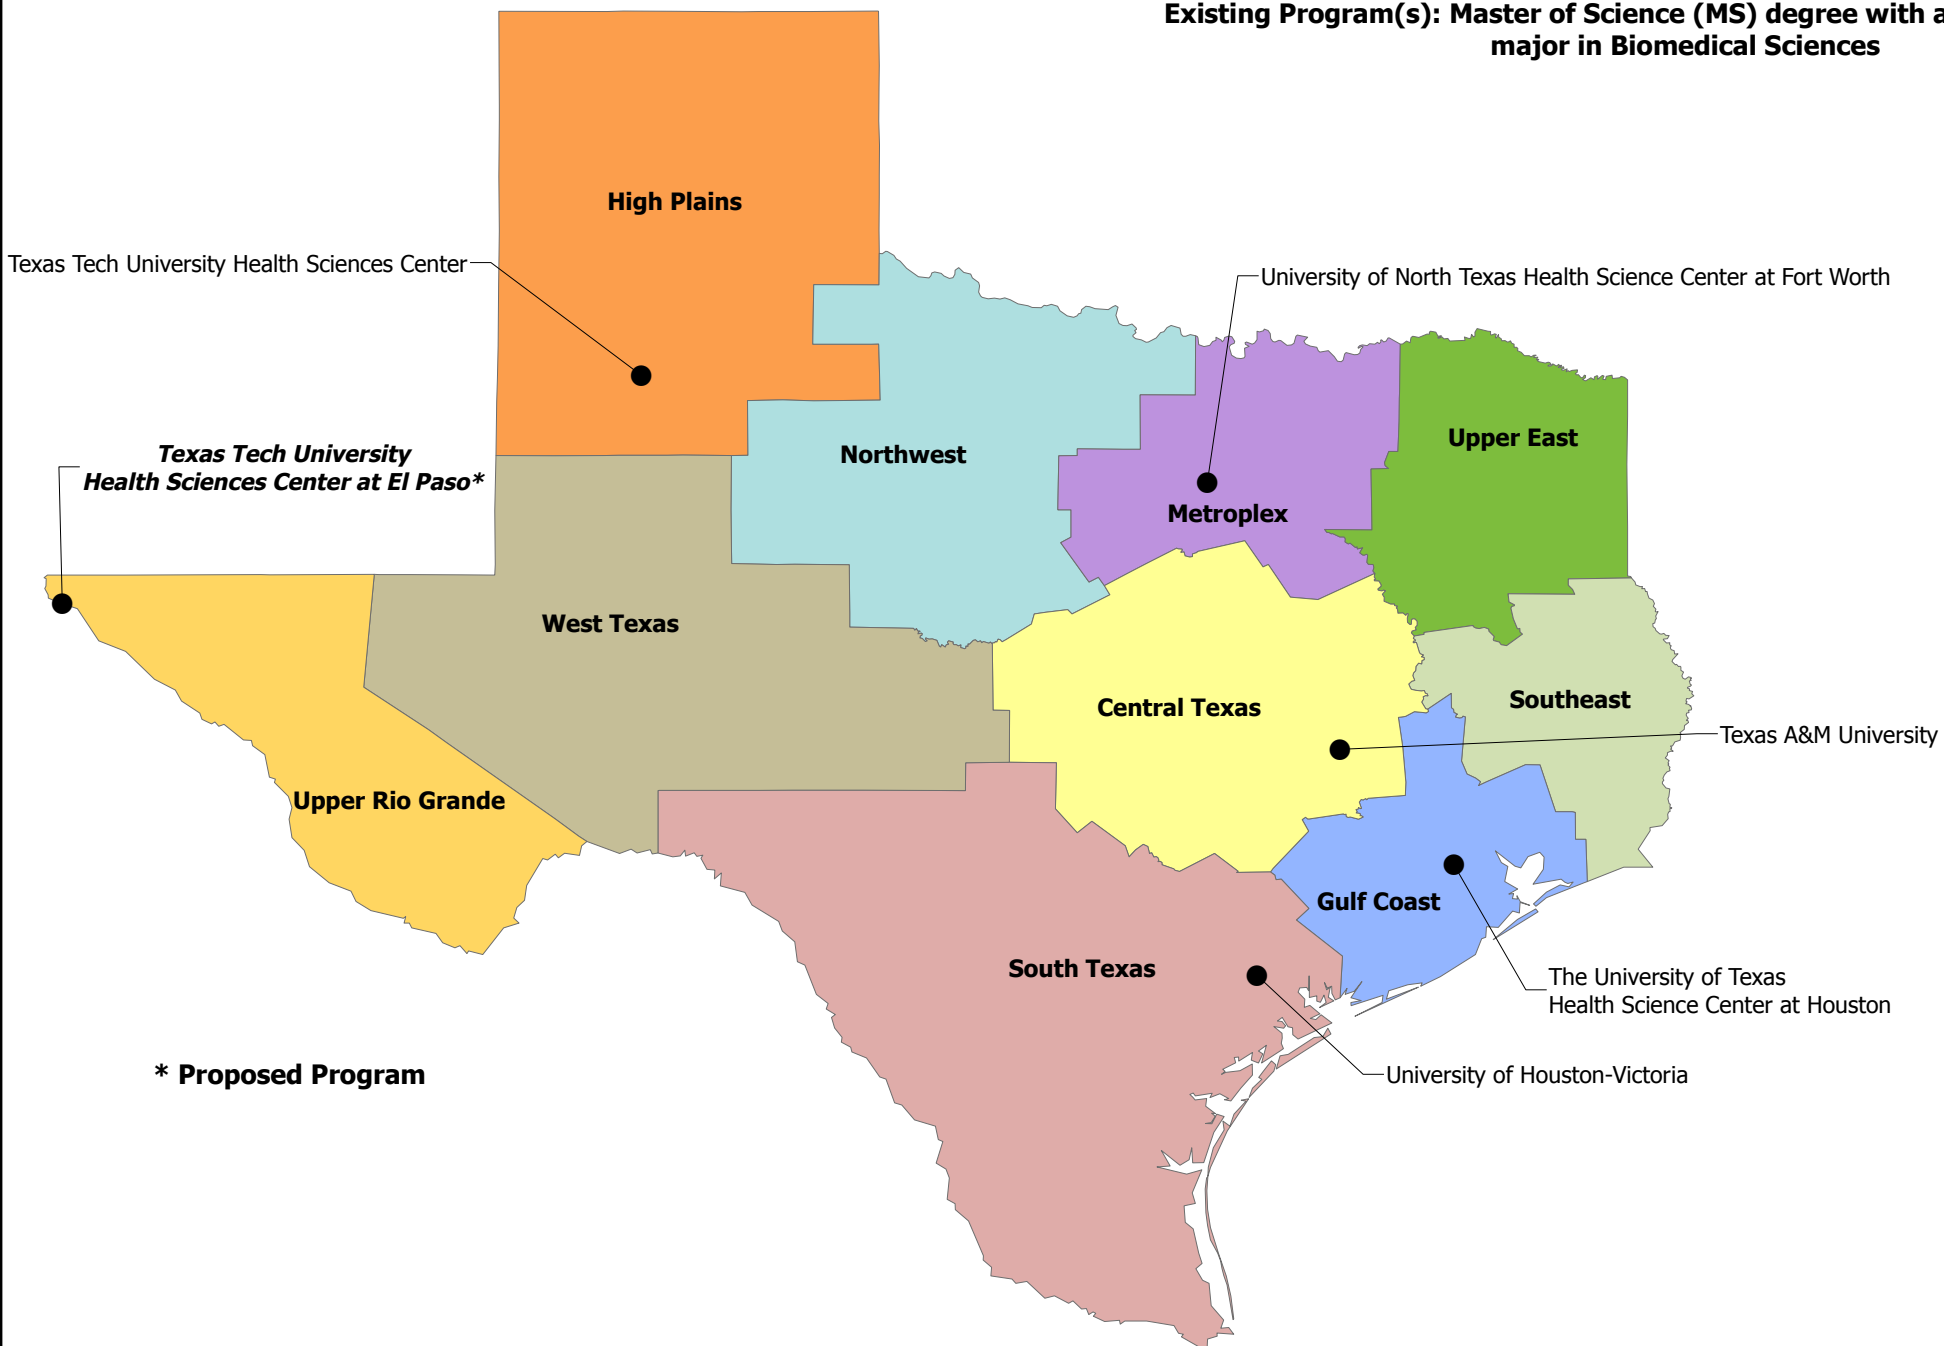 Existing Program(s): Master of Science (MS) degree with a
major in Biomedical Sciences
High Plains
Texas Tech University Health Sciences Center
University of North Texas Health Science Center at Fort Worth
Texas Tech University
Health Sciences Center at El Paso*
Northwest
Upper East
Metroplex
West Texas
Central Texas
Southeast
Texas A&M University
Upper Rio Grande
Gulf Coast
South Texas
The University of Texas
Health Science Center at Houston
* Proposed Program
University of Houston-Victoria